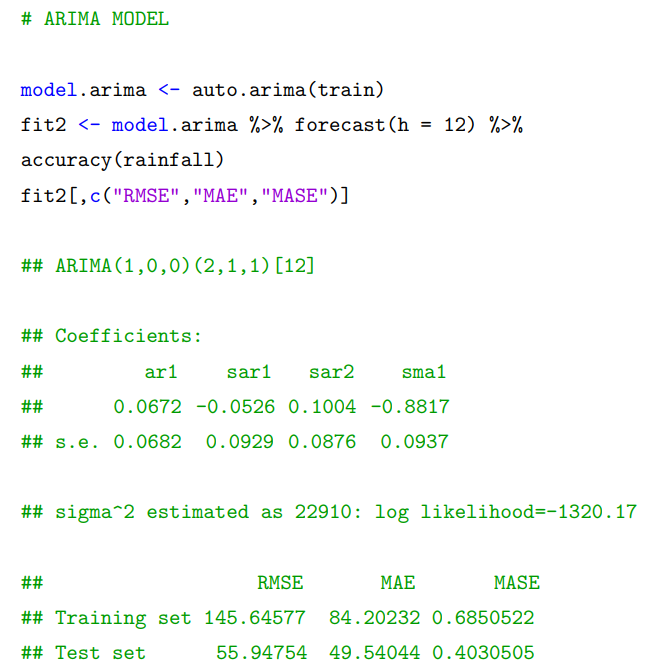 # ARIMA MODEL
model.arima <- auto.arima(train)
fit2 <- model.arima %>% forecast(h = 12) %>%
accuracy(rainfall)
fit2[,c("RMSE","MAE","MASE")]
## ARIMA(1,0,0)(2,1,1)[12]
## Coefficients:
## ar1 sar1 sar2 sma1
## 0.0672 -0.0526 0.1004 -0.8817
## s.e. 0.0682 0.0929 0.0876 0.0937
## sigma^2 estimated as 22910: log likelihood=-1320.17
## RMSE MAE MASE
## Training set 145.64577 84.20232 0.6850522
## Test set 55.94754 49.54044 0.4030505